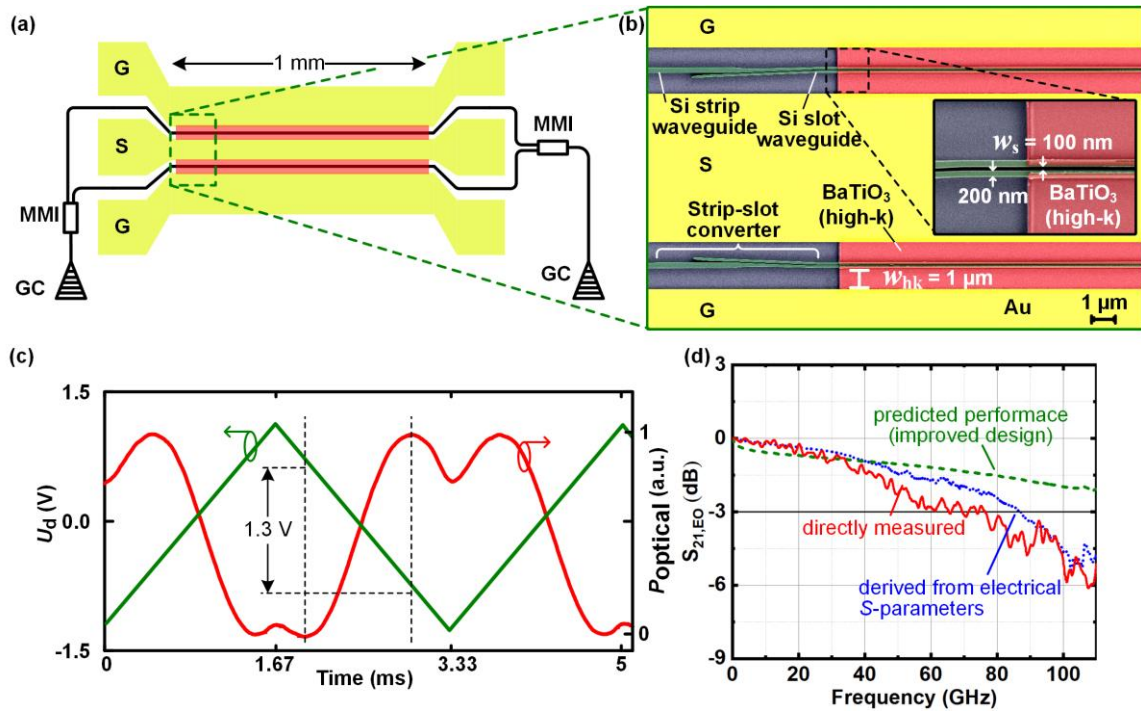 (a)
G
1 mm
S
MMI
MMI
G
GC
GC
(b)
G
Si strip
waveguide
Si slot
waveguide
wₛ = 100 nm
200 nm
BaTiO₃
(high-k)
S
BaTiO₃
(high-k)
Strip-slot
converter
w_hk = 1 µm
G
Au
1 µm
(c)
1.5
0.0
-1.5
U_d (V)
1.3 V
1
0
Poptical (a.u.)
0
1.67
3.33
5
Time (ms)
(d)
3
0
-3
-6
-9
S₂₁,EO (dB)
predicted performace
(improved design)
directly measured
derived from electrical
S-parameters
0
20
40
60
80
100
Frequency (GHz)